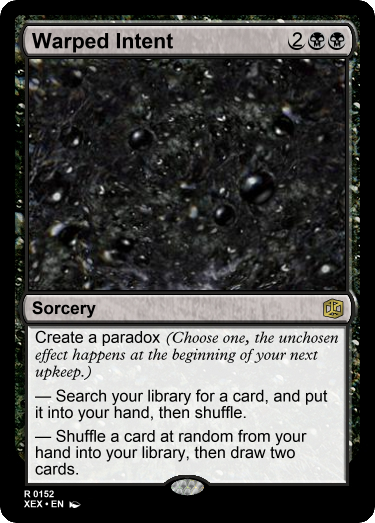 Warped Intent 2
Sorcery
Create a paradox (Choose one, the unchosen
effect happens at the beginning of your next
upkeep.)
— Search your library for a card, and put
it into your hand, then shuffle.
— Shuffle a card at random from your
hand into your library, then draw two
cards.
R 0152
XEX • EN